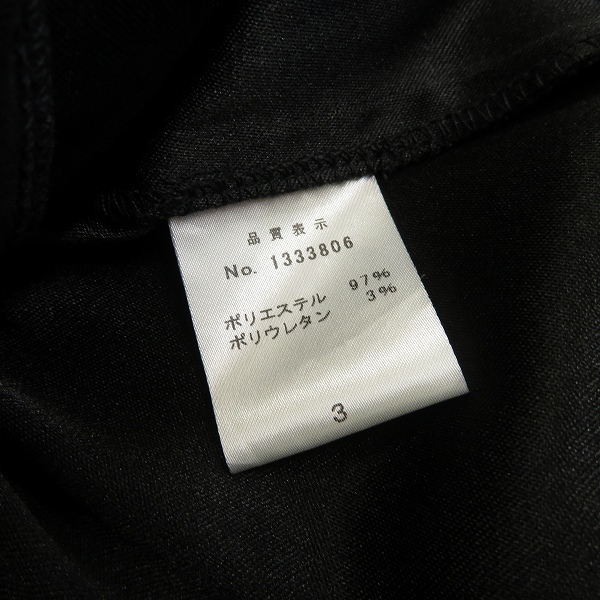 品質表示
No. 1333806
ポリエステル 97%
ポリウレタン 3%
3